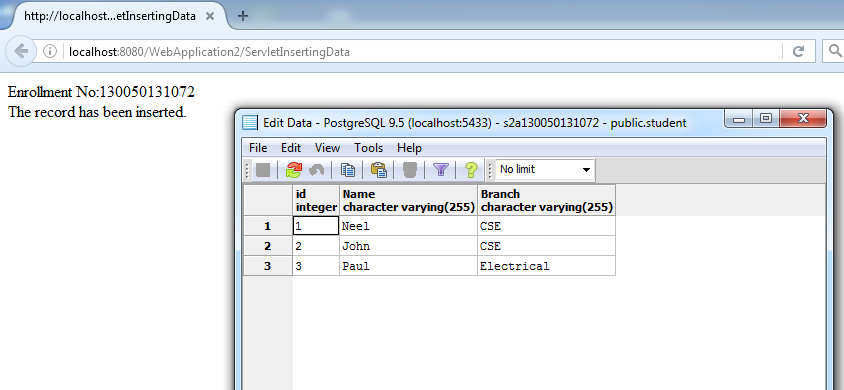 http://localhost...etInsertingData
localhost:8080/WebApplication2/ServletInsertingData
Enrollment No:130050131072
The record has been inserted.
Edit Data - PostgreSQL 9.5 (localhost:5433) - s2a130050131072 - public.student
File Edit View Tools Help
No limit
id Name Branch
integer character varying(255) character varying(255)
1 1 Neel CSE
2 2 John CSE
3 3 Paul Electrical